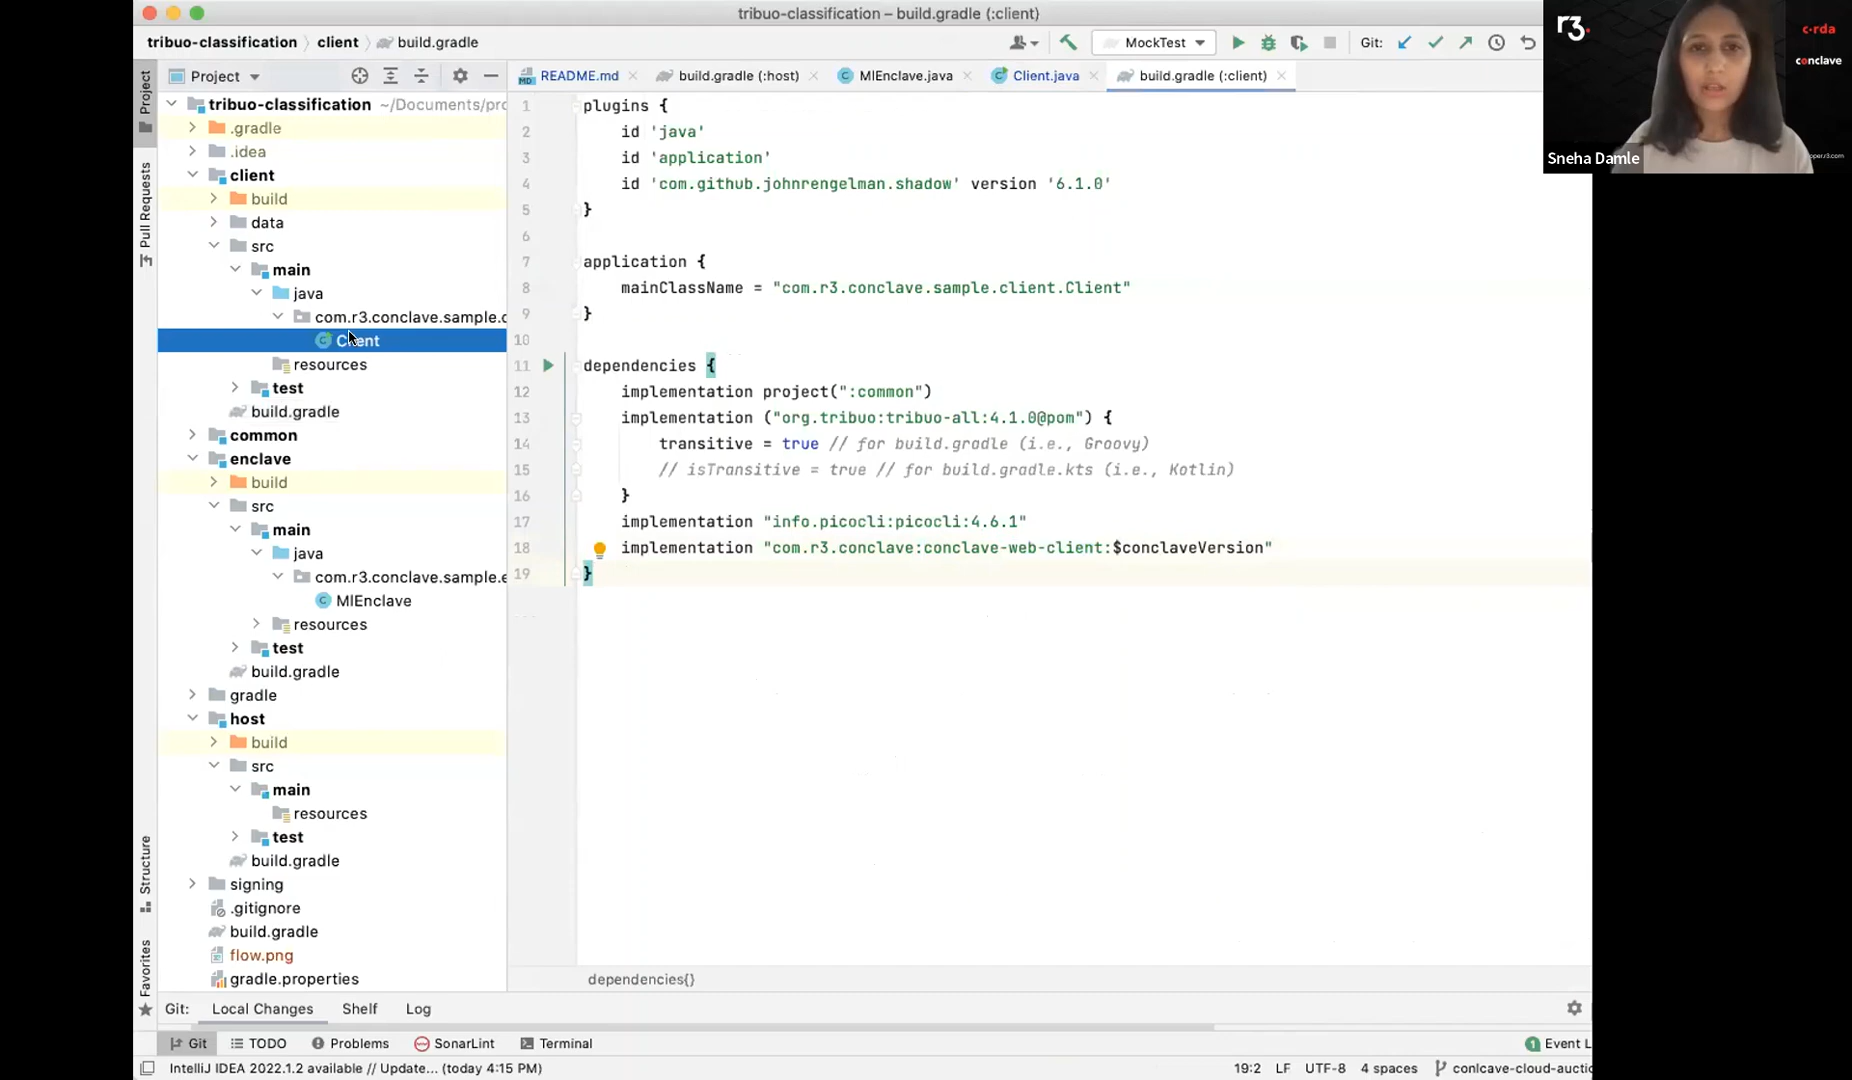 tribuo-classification – build.gradle (:client)
tribuo-classification client build.gradle
MockTest Git:
Project
README.md build.gradle (:host) MlEnclave.java Client.java build.gradle (:client)
r3.
c·rda
conclave
Sneha Damle
Project
Pull Requests
Structure
Favorites
tribuo-classification ~/Documents/pro
.gradle
.idea
client
build
data
src
main
java
com.r3.conclave.sample.c
Client
resources
test
build.gradle
common
enclave
build
src
main
java
com.r3.conclave.sample.e
MlEnclave
resources
test
build.gradle
gradle
host
build
src
main
resources
test
build.gradle
signing
.gitignore
build.gradle
flow.png
gradle.properties
1 plugins {
2 id 'java'
3 id 'application'
4 id 'com.github.johnrengelman.shadow' version '6.1.0'
5 }
6
7 application {
8 mainClassName = "com.r3.conclave.sample.client.Client"
9 }
10
11 dependencies {
12 implementation project(":common")
13 implementation ("org.tribuo:tribuo-all:4.1.0@pom") {
14 transitive = true // for build.gradle (i.e., Groovy)
15 // isTransitive = true // for build.gradle.kts (i.e., Kotlin)
16 }
17 implementation "info.picocli:picocli:4.6.1"
18 implementation "com.r3.conclave:conclave-web-client:$conclaveVersion"
19 }
dependencies{}
Git: Local Changes Shelf Log
Git TODO Problems SonarLint Terminal 1 Event L
IntelliJ IDEA 2022.1.2 available // Update... (today 4:15 PM) 19:2 LF UTF-8 4 spaces conlcave-cloud-auctio